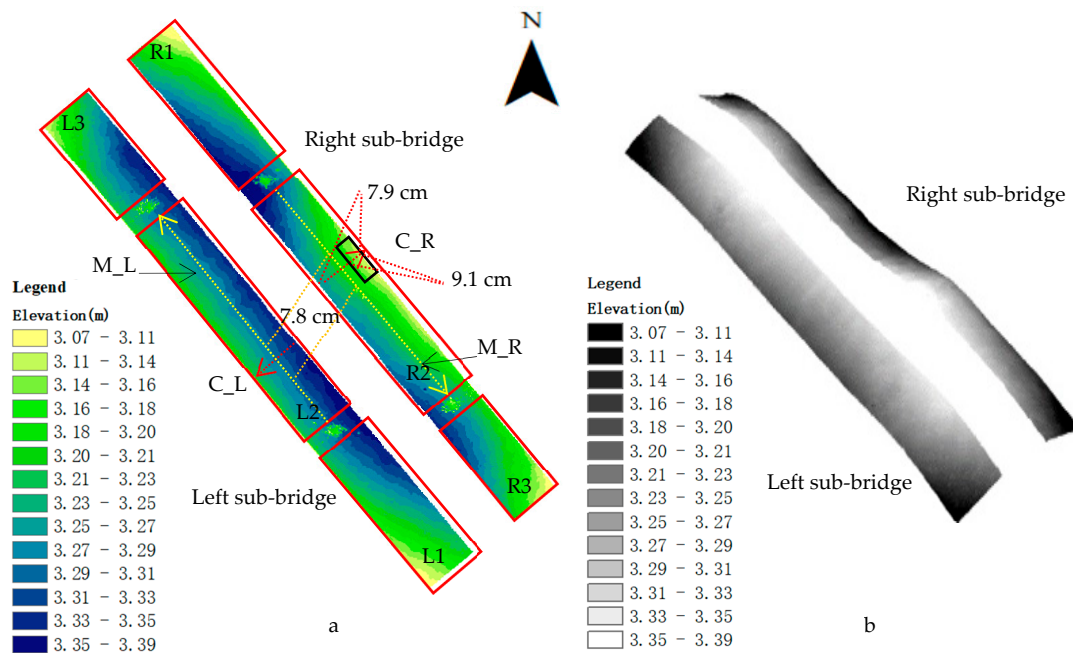 N
R1
L3
Right sub-bridge
7.9 cm
C_R
9.1 cm
M_L
7.8 cm
M_R
C_L
R2
L2
Left sub-bridge
R3
L1
Legend
Elevation(m)
3.07 - 3.11
3.11 - 3.14
3.14 - 3.16
3.16 - 3.18
3.18 - 3.20
3.20 - 3.21
3.21 - 3.23
3.23 - 3.25
3.25 - 3.27
3.27 - 3.29
3.29 - 3.31
3.31 - 3.33
3.33 - 3.35
3.35 - 3.39
a
Right sub-bridge
Left sub-bridge
Legend
Elevation(m)
3.07 - 3.11
3.11 - 3.14
3.14 - 3.16
3.16 - 3.18
3.18 - 3.20
3.20 - 3.21
3.21 - 3.23
3.23 - 3.25
3.25 - 3.27
3.27 - 3.29
3.29 - 3.31
3.31 - 3.33
3.33 - 3.35
3.35 - 3.39
b